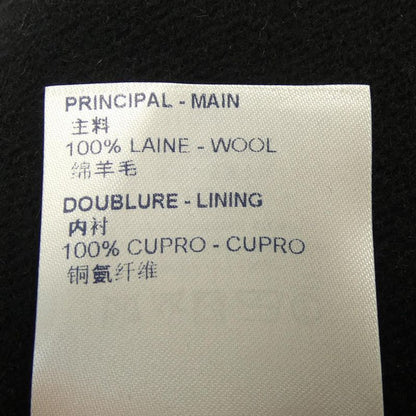 PRINCIPAL - MAIN
主料
100% LAINE - WOOL
绵羊毛
DOUBLURE - LINING
内衬
100% CUPRO - CUPRO
铜氨纤维